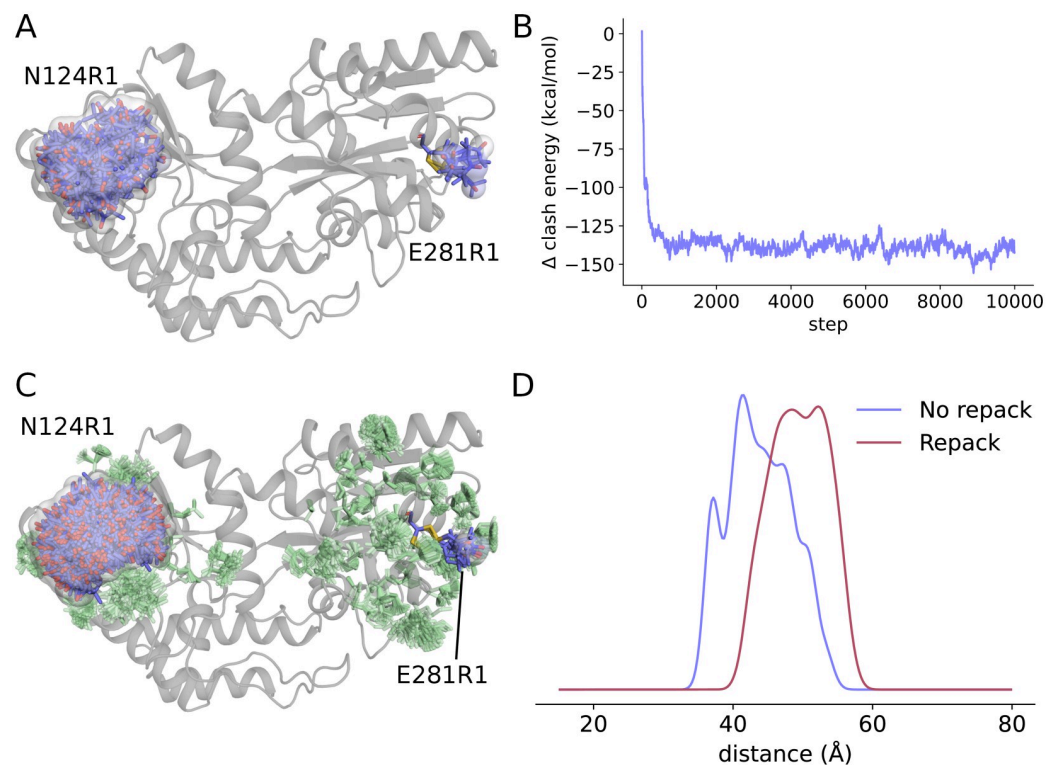 A
N124R1
E281R1
B
Δ clash energy (kcal/mol)
0
−25
−50
−75
−100
−125
−150
0 2000 4000 6000 8000 10000
step
C
N124R1
E281R1
D
No repack
Repack
20 40 60 80
distance (Å)